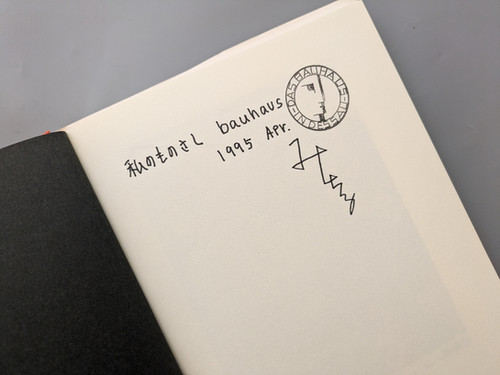 私のものさし bauhaus
1995 Apr.
DAS BAUHAUS
IN DESSAU